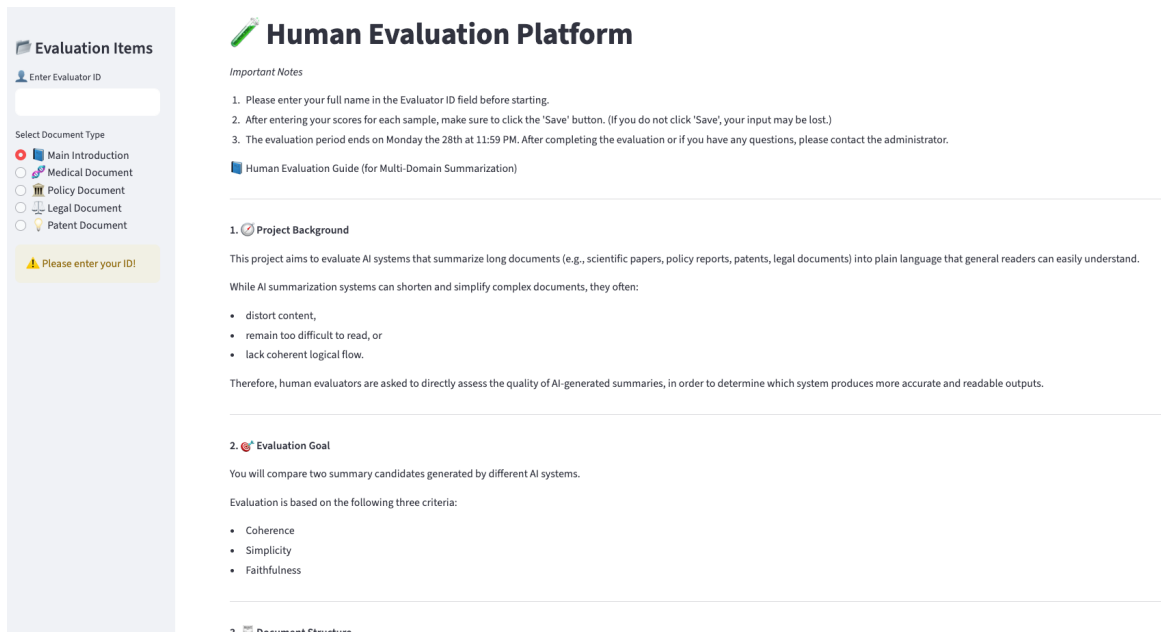 Evaluation Items
Enter Evaluator ID
Select Document Type
Main Introduction
Medical Document
Policy Document
Legal Document
Patent Document
Please enter your ID!
Human Evaluation Platform
Important Notes
1. Please enter your full name in the Evaluator ID field before starting.
2. After entering your scores for each sample, make sure to click the 'Save' button. (If you do not click 'Save', your input may be lost.)
3. The evaluation period ends on Monday the 28th at 11:59 PM. After completing the evaluation or if you have any questions, please contact the administrator.
Human Evaluation Guide (for Multi-Domain Summarization)
1. Project Background
This project aims to evaluate AI systems that summarize long documents (e.g., scientific papers, policy reports, patents, legal documents) into plain language that general readers can easily understand.
While AI summarization systems can shorten and simplify complex documents, they often:
• distort content,
• remain too difficult to read, or
• lack coherent logical flow.
Therefore, human evaluators are asked to directly assess the quality of AI-generated summaries, in order to determine which system produces more accurate and readable outputs.
2. Evaluation Goal
You will compare two summary candidates generated by different AI systems.
Evaluation is based on the following three criteria:
• Coherence
• Simplicity
• Faithfulness
3. Document Structure